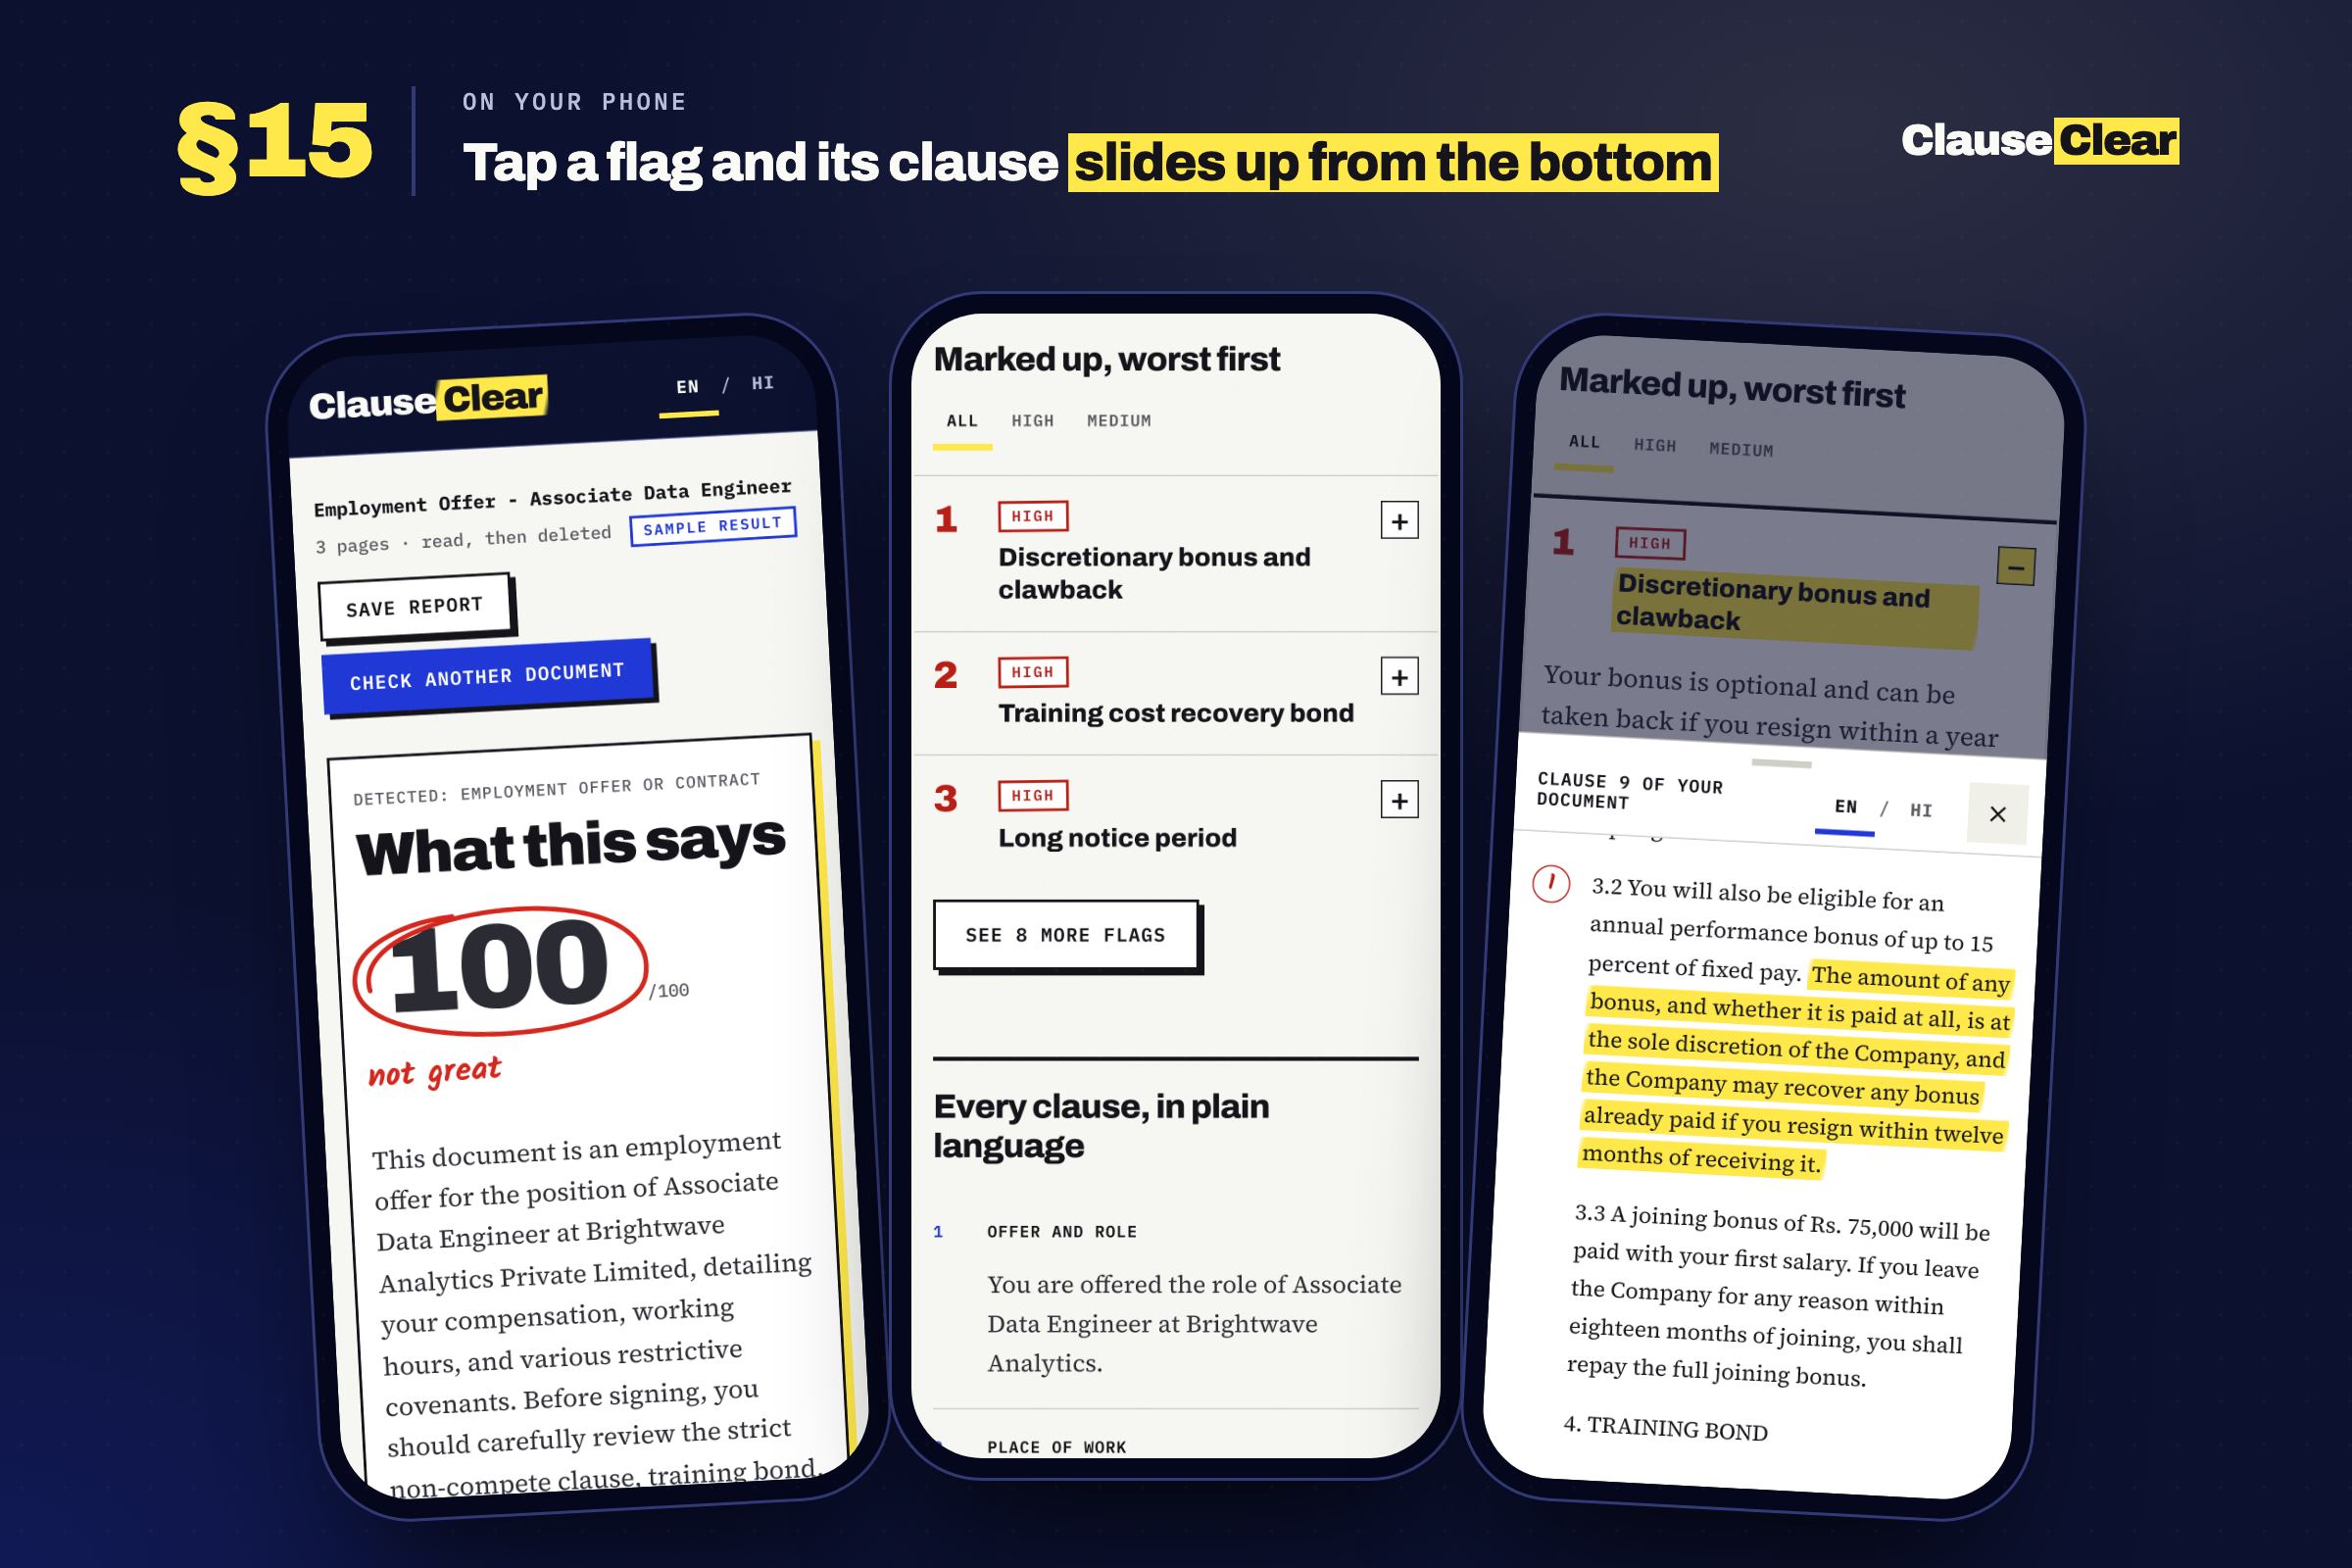 §15
ON YOUR PHONE
Tap a flag and its clause slides up from the bottom
ClauseClear
ClauseClear
EN / HI
Employment Offer - Associate Data Engineer
3 pages · read, then deleted
SAMPLE RESULT
SAVE REPORT
CHECK ANOTHER DOCUMENT
DETECTED: EMPLOYMENT OFFER OR CONTRACT
What this says
100
/100
not great
This document is an employment
offer for the position of Associate
Data Engineer at Brightwave
Analytics Private Limited, detailing
your compensation, working
hours, and various restrictive
covenants. Before signing, you
should carefully review the strict
non-compete clause, training bond,
Marked up, worst first
ALL HIGH MEDIUM
1 HIGH +
Discretionary bonus and
clawback
2 HIGH +
Training cost recovery bond
3 HIGH +
Long notice period
SEE 8 MORE FLAGS
Every clause, in plain
language
1 OFFER AND ROLE
You are offered the role of Associate
Data Engineer at Brightwave
Analytics.
PLACE OF WORK
Marked up, worst first
ALL HIGH MEDIUM
1 HIGH −
Discretionary bonus and
clawback
Your bonus is optional and can be
taken back if you resign within a year
CLAUSE 9 OF YOUR
DOCUMENT
EN / HI ×
3.2 You will also be eligible for an
annual performance bonus of up to 15
percent of fixed pay. The amount of any
bonus, and whether it is paid at all, is at
the sole discretion of the Company, and
the Company may recover any bonus
already paid if you resign within twelve
months of receiving it.
3.3 A joining bonus of Rs. 75,000 will be
paid with your first salary. If you leave
the Company for any reason within
eighteen months of joining, you shall
repay the full joining bonus.
4. TRAINING BOND